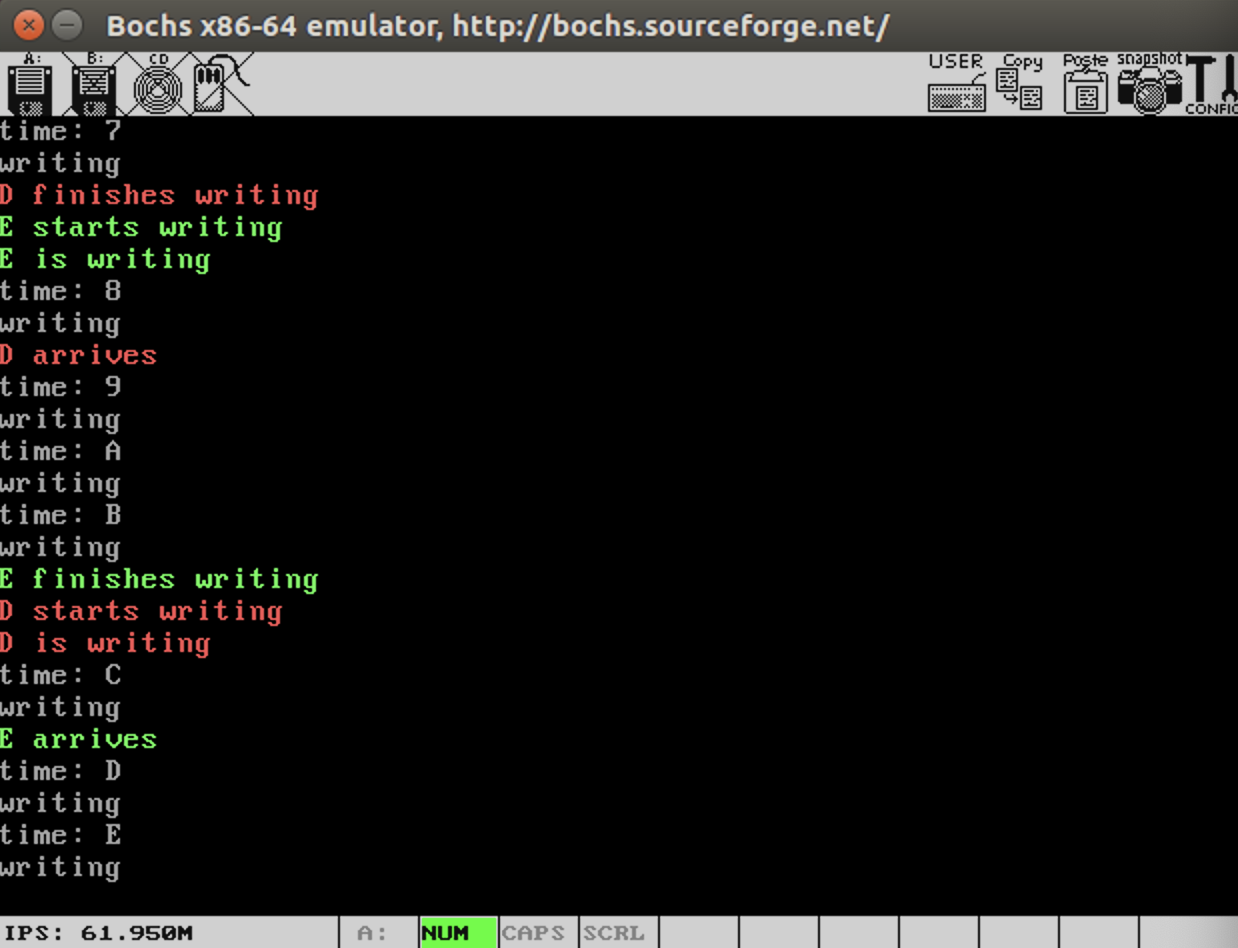 Bochs x86-64 emulator, http://bochs.sourceforge.net/
A: B: CD USER Copy Poste snapshot CONFIG
time: 7
writing
D finishes writing
E starts writing
E is writing
time: 8
writing
D arrives
time: 9
writing
time: A
writing
time: B
writing
E finishes writing
D starts writing
D is writing
time: C
writing
E arrives
time: D
writing
time: E
writing
IPS: 61.950M A: NUM CAPS SCRL